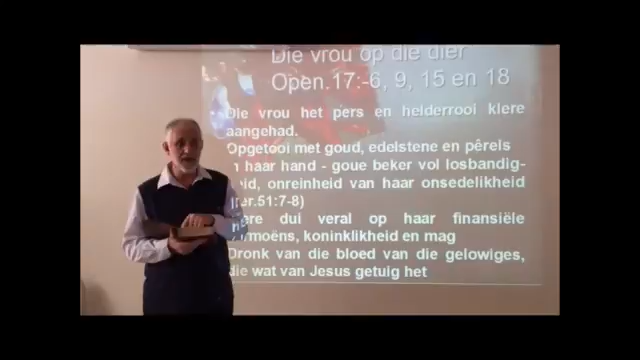 Die vrou op die dier
Open.17:-6, 9, 15 en 18
Die vrou het pers en helderrooi klere
aangehad.
Opgetooi met goud, edelstene en pêrels
haar hand - goue beker vol losbandig-
onreinheid van haar onsedelikheid
51:7-8)
dui veral op haar finansiële
koninklikheid en mag
Dronk van die bloed van die gelowiges,
die wat van Jesus getuig het